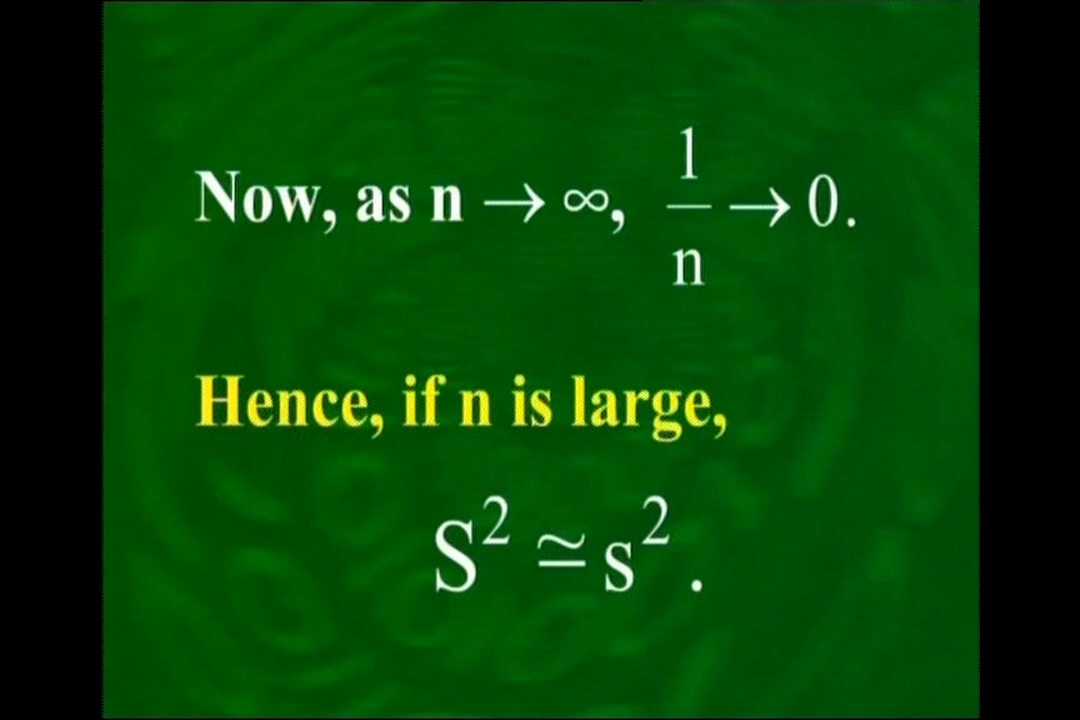 Now, as n → ∞, 1/n → 0.
Hence, if n is large,
S² ≅ s².